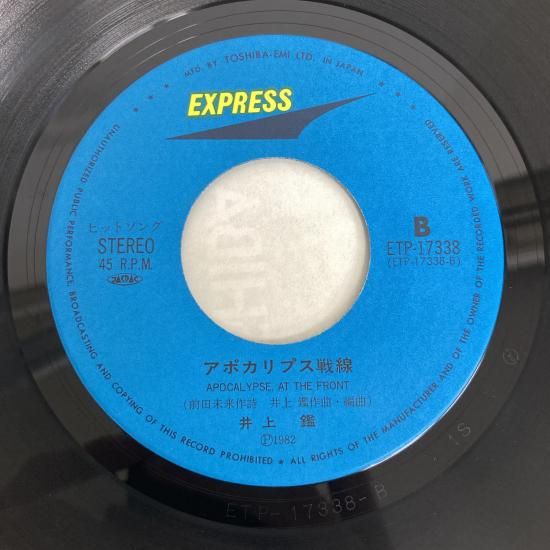 MFD. BY TOSHIBA-EMI LTD. IN JAPAN
EXPRESS
ヒットソング
STEREO
45 R.P.M.
B
ETP-17338
(ETP-17338-B)
アポカリプス戦線
APOCALYPSE, AT THE FRONT
(前田未来作詩 井上 鑑作曲・編曲)
井上 鑑
Ⓟ1982
UNAUTHORIZED PUBLIC PERFORMANCE, BROADCASTING AND COPYING OF THIS RECORD PROHIBITED ★ ALL RIGHTS OF THE MANUFACTURER AND OF THE OWNER OF THE RECORDED WORK ARE RESERVED
ETP-17338-B
1S